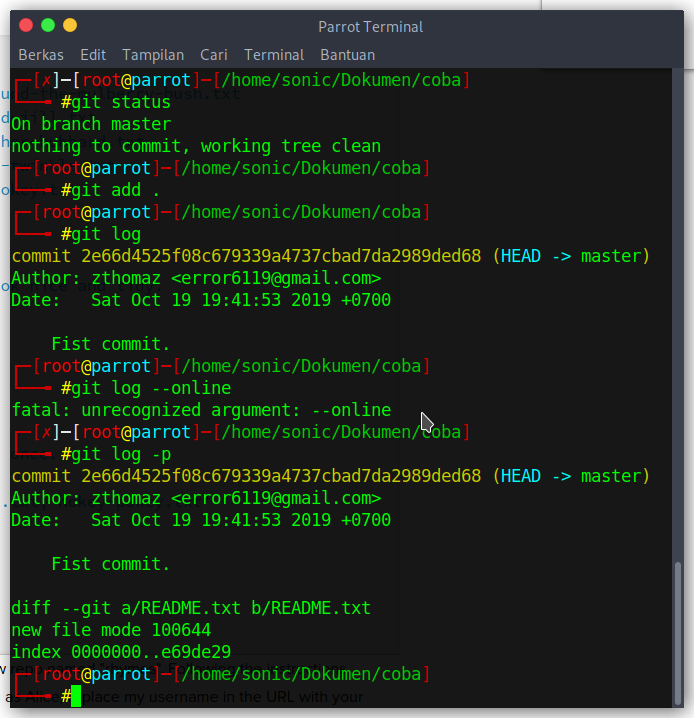 Parrot Terminal
Berkas Edit Tampilan Cari Terminal Bantuan
┌─[✗]─[root@parrot]─[/home/sonic/Dokumen/coba]
└──╼ #git status
On branch master
nothing to commit, working tree clean
┌─[root@parrot]─[/home/sonic/Dokumen/coba]
└──╼ #git add .
┌─[root@parrot]─[/home/sonic/Dokumen/coba]
└──╼ #git log
commit 2e66d4525f08c679339a4737cbad7da2989ded68 (HEAD -> master)
Author: zthomaz <error6119@gmail.com>
Date:   Sat Oct 19 19:41:53 2019 +0700
    Fist commit.
┌─[root@parrot]─[/home/sonic/Dokumen/coba]
└──╼ #git log --online
fatal: unrecognized argument: --online
┌─[✗]─[root@parrot]─[/home/sonic/Dokumen/coba]
└──╼ #git log -p
commit 2e66d4525f08c679339a4737cbad7da2989ded68 (HEAD -> master)
Author: zthomaz <error6119@gmail.com>
Date:   Sat Oct 19 19:41:53 2019 +0700
    Fist commit.
diff --git a/README.txt b/README.txt
new file mode 100644
index 0000000..e69de29
┌─[root@parrot]─[/home/sonic/Dokumen/coba]
└──╼ #
place my username in the URL with your